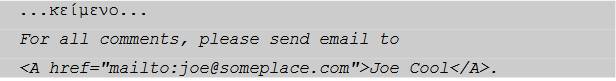 ...κείμενο...
For all comments, please send email to
<A href="mailto:joe@someplace.com">Joe Cool</A>.